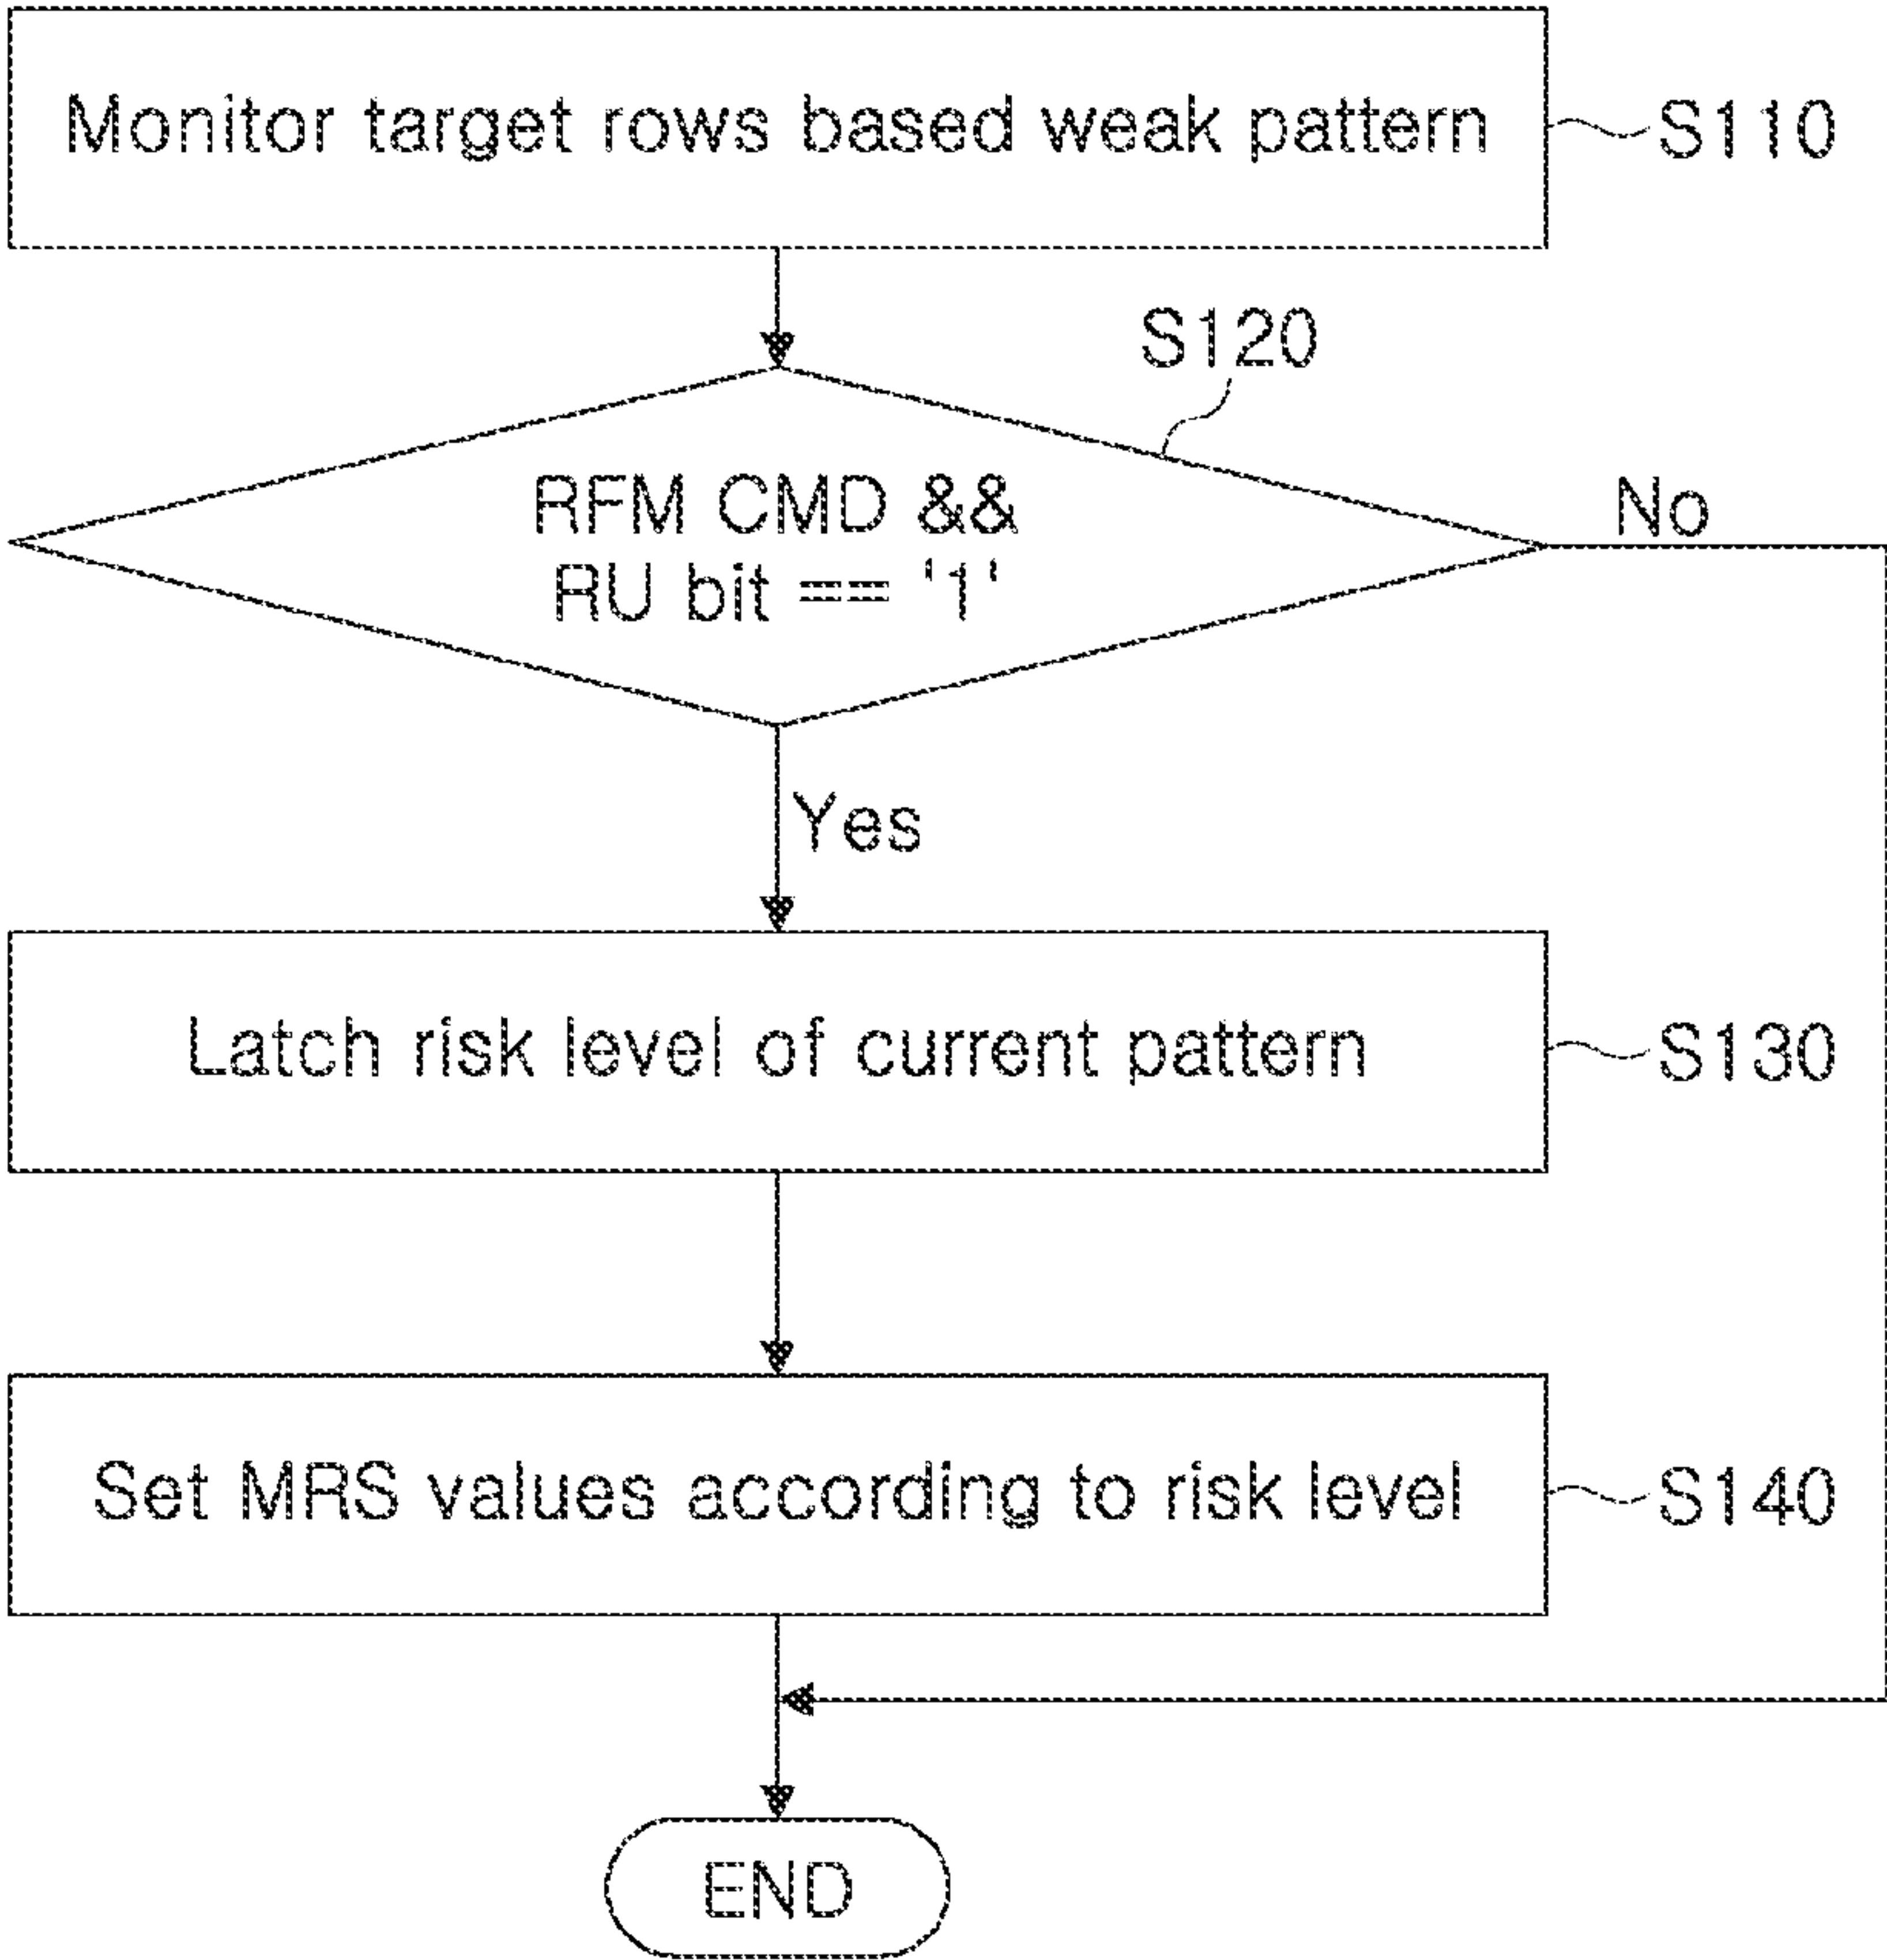 Monitor target rows based weak pattern
S110
S120
RFM CMD &&
RU bit == '1'
No
Yes
Latch risk level of current pattern
S130
Set MRS values according to risk level
S140
END